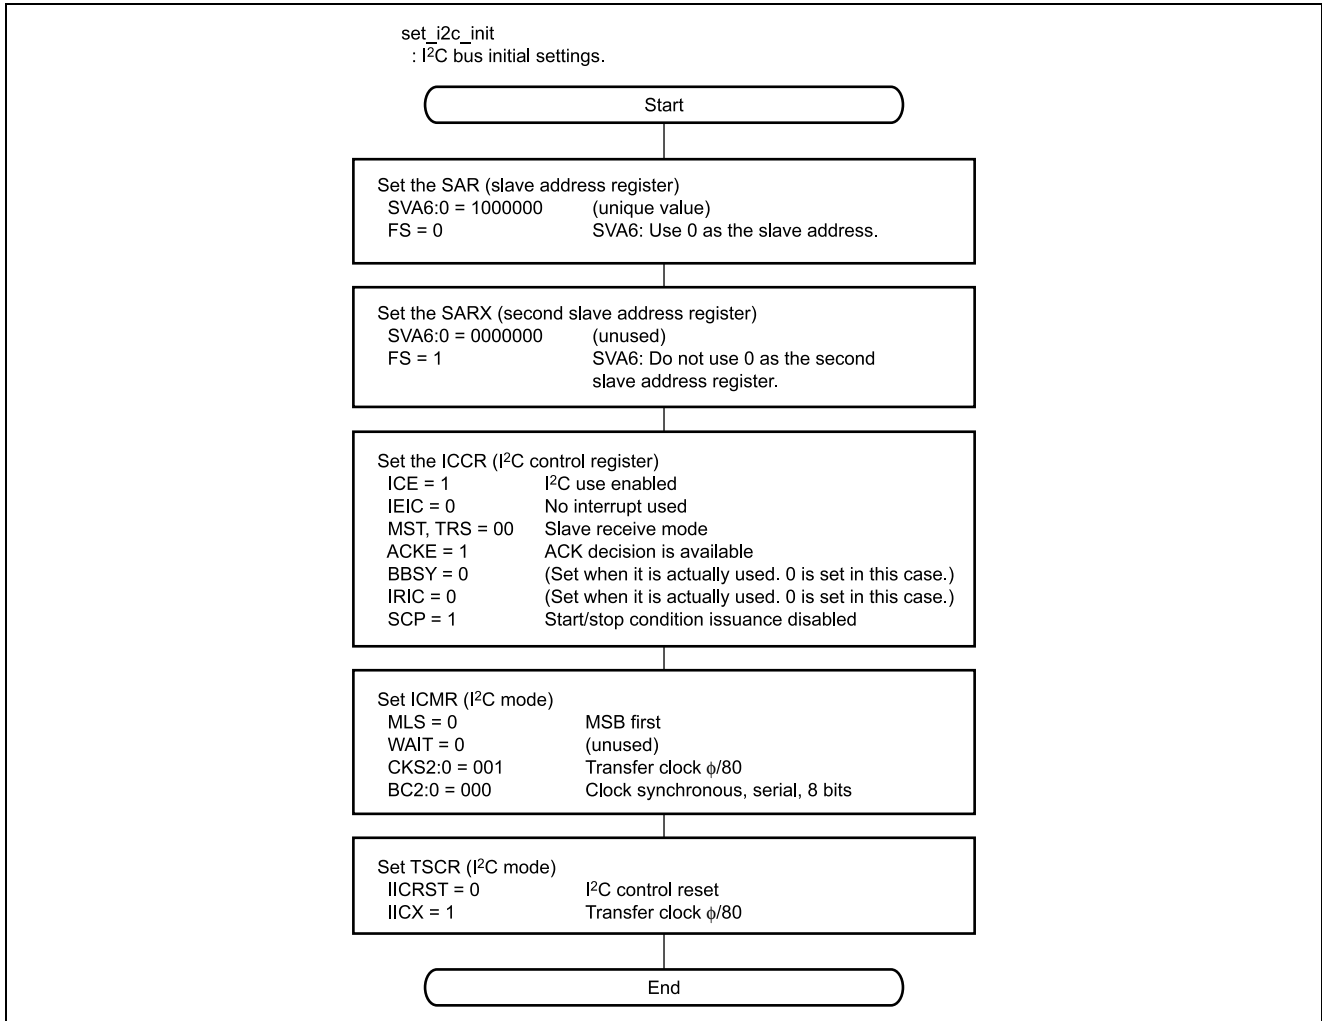 set_i2c_init
: I²C bus initial settings.
Start
Set the SAR (slave address register)
SVA6:0 = 1000000 (unique value)
FS = 0 SVA6: Use 0 as the slave address.
Set the SARX (second slave address register)
SVA6:0 = 0000000 (unused)
FS = 1 SVA6: Do not use 0 as the second
slave address register.
Set the ICCR (I²C control register)
ICE = 1 I²C use enabled
IEIC = 0 No interrupt used
MST, TRS = 00 Slave receive mode
ACKE = 1 ACK decision is available
BBSY = 0 (Set when it is actually used. 0 is set in this case.)
IRIC = 0 (Set when it is actually used. 0 is set in this case.)
SCP = 1 Start/stop condition issuance disabled
Set ICMR (I²C mode)
MLS = 0 MSB first
WAIT = 0 (unused)
CKS2:0 = 001 Transfer clock ϕ/80
BC2:0 = 000 Clock synchronous, serial, 8 bits
Set TSCR (I²C mode)
IICRST = 0 I²C control reset
IICX = 1 Transfer clock ϕ/80
End